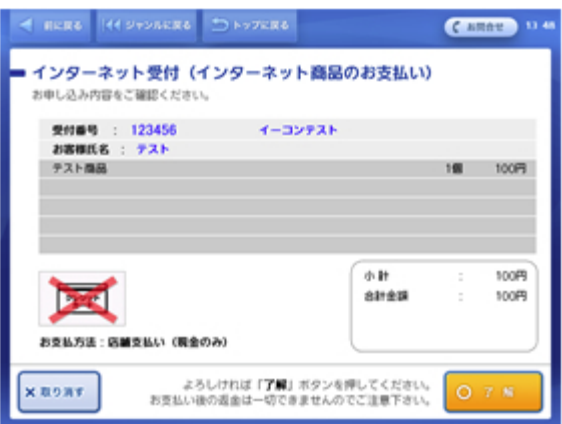 前に戻る ジャンルに戻る トップに戻る お問合せ 13 48
インターネット受付（インターネット商品のお支払い）
お申し込み内容をご確認ください。
受付番号 ： 123456 イーコンテスト
お客様氏名 ： テスト
テスト商品 1個 100円
小 計 ： 100円
合計金額 ： 100円
お支払方法：店舗支払い（現金のみ）
× 取り消す
よろしければ「了解」ボタンを押してください。
お支払い後の返金は一切できませんのでご注意下さい。
○ 了 解